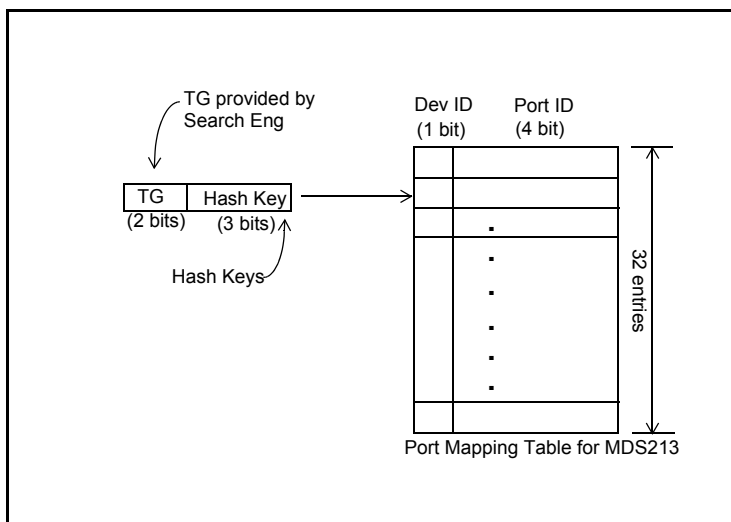 TG provided by
Search Eng
Dev ID Port ID
(1 bit) (4 bit)
TG Hash Key
(2 bits) (3 bits)
Hash Keys
32 entries
Port Mapping Table for MDS213